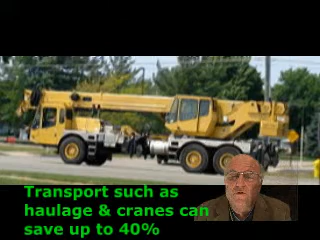 Transport such as
haulage & cranes can
save up to 40%